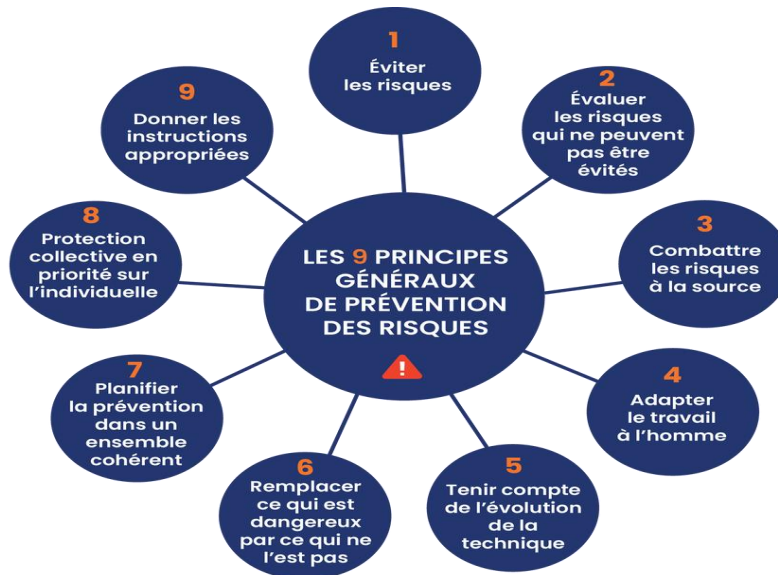 LES 9 PRINCIPES
GÉNÉRAUX
DE PRÉVENTION
DES RISQUES
!
1
Éviter
les risques
2
Évaluer
les risques
qui ne peuvent
pas être
évités
3
Combattre
les risques
à la source
4
Adapter
le travail
à l'homme
5
Tenir compte
de l'évolution
de la
technique
6
Remplacer
ce qui est
dangereux
par ce qui ne
l'est pas
7
Planifier
la prévention
dans un
ensemble
cohérent
8
Protection
collective en
priorité sur
l'individuelle
9
Donner les
instructions
appropriées